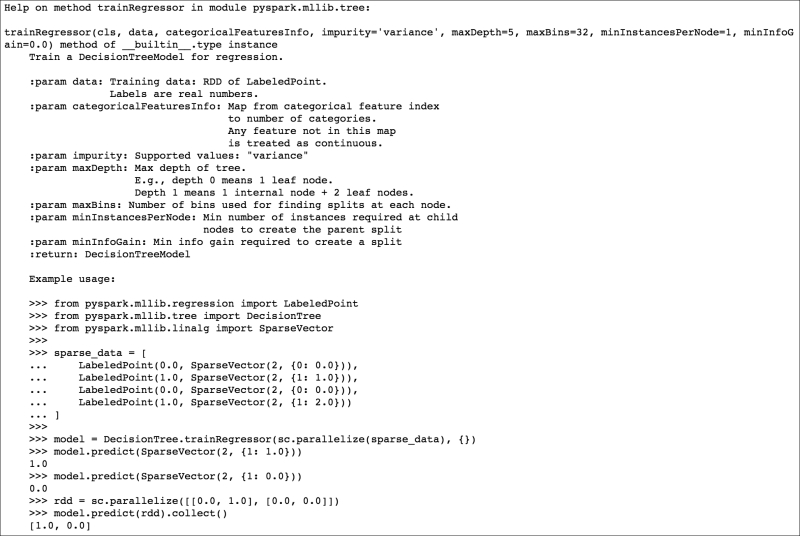 Help on method trainRegressor in module pyspark.mllib.tree:

trainRegressor(cls, data, categoricalFeaturesInfo, impurity='variance', maxDepth=5, maxBins=32, minInstancesPerNode=1, minInfoG
ain=0.0) method of __builtin__.type instance
    Train a DecisionTreeModel for regression.

    :param data: Training data: RDD of LabeledPoint.
                 Labels are real numbers.
    :param categoricalFeaturesInfo: Map from categorical feature index
                                    to number of categories.
                                    Any feature not in this map
                                    is treated as continuous.
    :param impurity: Supported values: "variance"
    :param maxDepth: Max depth of tree.
                     E.g., depth 0 means 1 leaf node.
                     Depth 1 means 1 internal node + 2 leaf nodes.
    :param maxBins: Number of bins used for finding splits at each node.
    :param minInstancesPerNode: Min number of instances required at child
                                nodes to create the parent split
    :param minInfoGain: Min info gain required to create a split
    :return: DecisionTreeModel

    Example usage:

    >>> from pyspark.mllib.regression import LabeledPoint
    >>> from pyspark.mllib.tree import DecisionTree
    >>> from pyspark.mllib.linalg import SparseVector
    >>>
    >>> sparse_data = [
    ...     LabeledPoint(0.0, SparseVector(2, {0: 0.0})),
    ...     LabeledPoint(1.0, SparseVector(2, {1: 1.0})),
    ...     LabeledPoint(0.0, SparseVector(2, {0: 0.0})),
    ...     LabeledPoint(1.0, SparseVector(2, {1: 2.0}))
    ... ]
    >>>
    >>> model = DecisionTree.trainRegressor(sc.parallelize(sparse_data), {})
    >>> model.predict(SparseVector(2, {1: 1.0}))
    1.0
    >>> model.predict(SparseVector(2, {1: 0.0}))
    0.0
    >>> rdd = sc.parallelize([[0.0, 1.0], [0.0, 0.0]])
    >>> model.predict(rdd).collect()
    [1.0, 0.0]